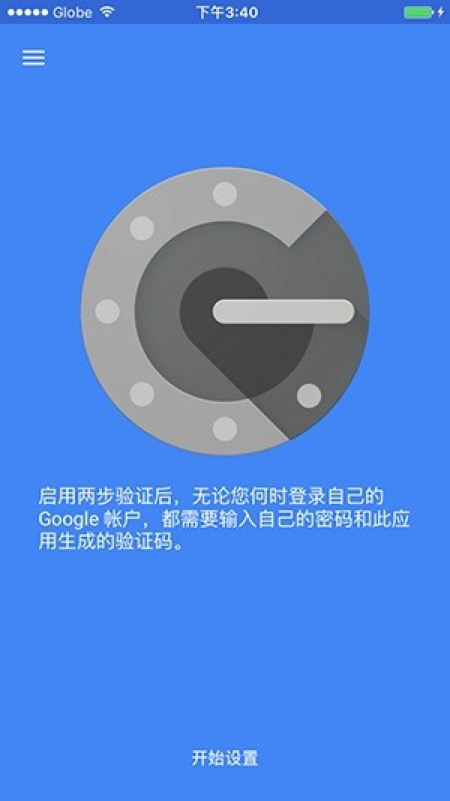 Globe 下午3:40
启用两步验证后，无论您何时登录自己的
Google 帐户，都需要输入自己的密码和此应
用生成的验证码。
开始设置